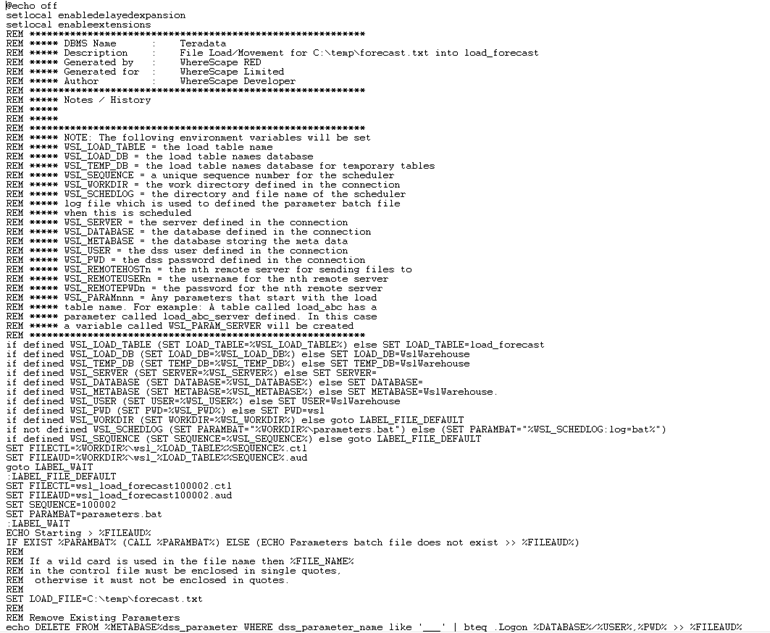 @echo off
setlocal enabledelayedexpansion
setlocal enableextensions
REM **********************************************************
REM ***** DBMS Name : Teradata
REM ***** Description : File Load/Movement for C:\temp\forecast.txt into load_forecast
REM ***** Generated by : WhereScape RED
REM ***** Generated for : WhereScape Limited
REM ***** Author : WhereScape Developer
REM **********************************************************
REM ***** Notes / History
REM *****
REM *****
REM **********************************************************
REM ***** NOTE: The following environment variables will be set
REM ***** WSL_LOAD_TABLE = the load table name
REM ***** WSL_LOAD_DB = the load table names database
REM ***** WSL_TEMP_DB = the load table names database for temporary tables
REM ***** WSL_SEQUENCE = a unique sequence number for the scheduler
REM ***** WSL_WORKDIR = the work directory defined in the connection
REM ***** WSL_SCHEDLOG = the directory and file name of the scheduler
REM ***** log file which is used to defined the parameter batch file
REM ***** when this is scheduled
REM ***** WSL_SERVER = the server defined in the connection
REM ***** WSL_DATABASE = the database defined in the connection
REM ***** WSL_METABASE = the database storing the meta data
REM ***** WSL_USER = the dss user defined in the connection
REM ***** WSL_PWD = the dss password defined in the connection
REM ***** WSL_REMOTEHOSTn = the nth remote server for sending files to
REM ***** WSL_REMOTEUSERn = the username for the nth remote server
REM ***** WSL_REMOTEPWDn = the password for the nth remote server
REM ***** WSL_PARAMnnn = Any parameters that start with the load
REM ***** table name. For example: A table called load_abc has a
REM ***** parameter called load_abc_server defined. In this case
REM ***** a variable called WSL_PARAM_SERVER will be created
REM **********************************************************
if defined WSL_LOAD_TABLE (SET LOAD_TABLE=%WSL_LOAD_TABLE%) else SET LOAD_TABLE=load_forecast
if defined WSL_LOAD_DB (SET LOAD_DB=%WSL_LOAD_DB%) else SET LOAD_DB=WslWarehouse
if defined WSL_TEMP_DB (SET TEMP_DB=%WSL_TEMP_DB%) else SET TEMP_DB=WslWarehouse
if defined WSL_SERVER (SET SERVER=%WSL_SERVER%) else SET SERVER=
if defined WSL_DATABASE (SET DATABASE=%WSL_DATABASE%) else SET DATABASE=
if defined WSL_METABASE (SET METABASE=%WSL_METABASE%) else SET METABASE=WslWarehouse.
if defined WSL_USER (SET USER=%WSL_USER%) else SET USER=WslWarehouse
if defined WSL_PWD (SET PWD=%WSL_PWD%) else SET PWD=wsl
if defined WSL_WORKDIR (SET WORKDIR=%WSL_WORKDIR%) else goto LABEL_FILE_DEFAULT
if not defined WSL_SCHEDLOG (SET PARAMBAT="%WORKDIR%\parameters.bat") else (SET PARAMBAT="%WSL_SCHEDLOG:log=bat%")
if defined WSL_SEQUENCE (SET SEQUENCE=%WSL_SEQUENCE%) else goto LABEL_FILE_DEFAULT
SET FILECTL=%WORKDIR%\wsl_%LOAD_TABLE%%SEQUENCE%.ctl
SET FILEAUD=%WORKDIR%\wsl_%LOAD_TABLE%%SEQUENCE%.aud
goto LABEL_WAIT
:LABEL_FILE_DEFAULT
SET FILECTL=wsl_load_forecast100002.ctl
SET FILEAUD=wsl_load_forecast100002.aud
SET SEQUENCE=100002
SET PARAMBAT=parameters.bat
:LABEL_WAIT
ECHO Starting > %FILEAUD%
IF EXIST %PARAMBAT% (CALL %PARAMBAT%) ELSE (ECHO Parameters batch file does not exist >> %FILEAUD%)
REM
REM If a wild card is used in the file name then %FILE_NAME%
REM in the control file must be enclosed in single quotes,
REM otherwise it must not be enclosed in quotes.
REM
SET LOAD_FILE=C:\temp\forecast.txt
REM
REM Remove Existing Parameters
echo DELETE FROM %METABASE%dss_parameter WHERE dss_parameter_name like '___' | bteq .Logon %DATABASE%/%USER%,%PWD% >> %FILEAUD%